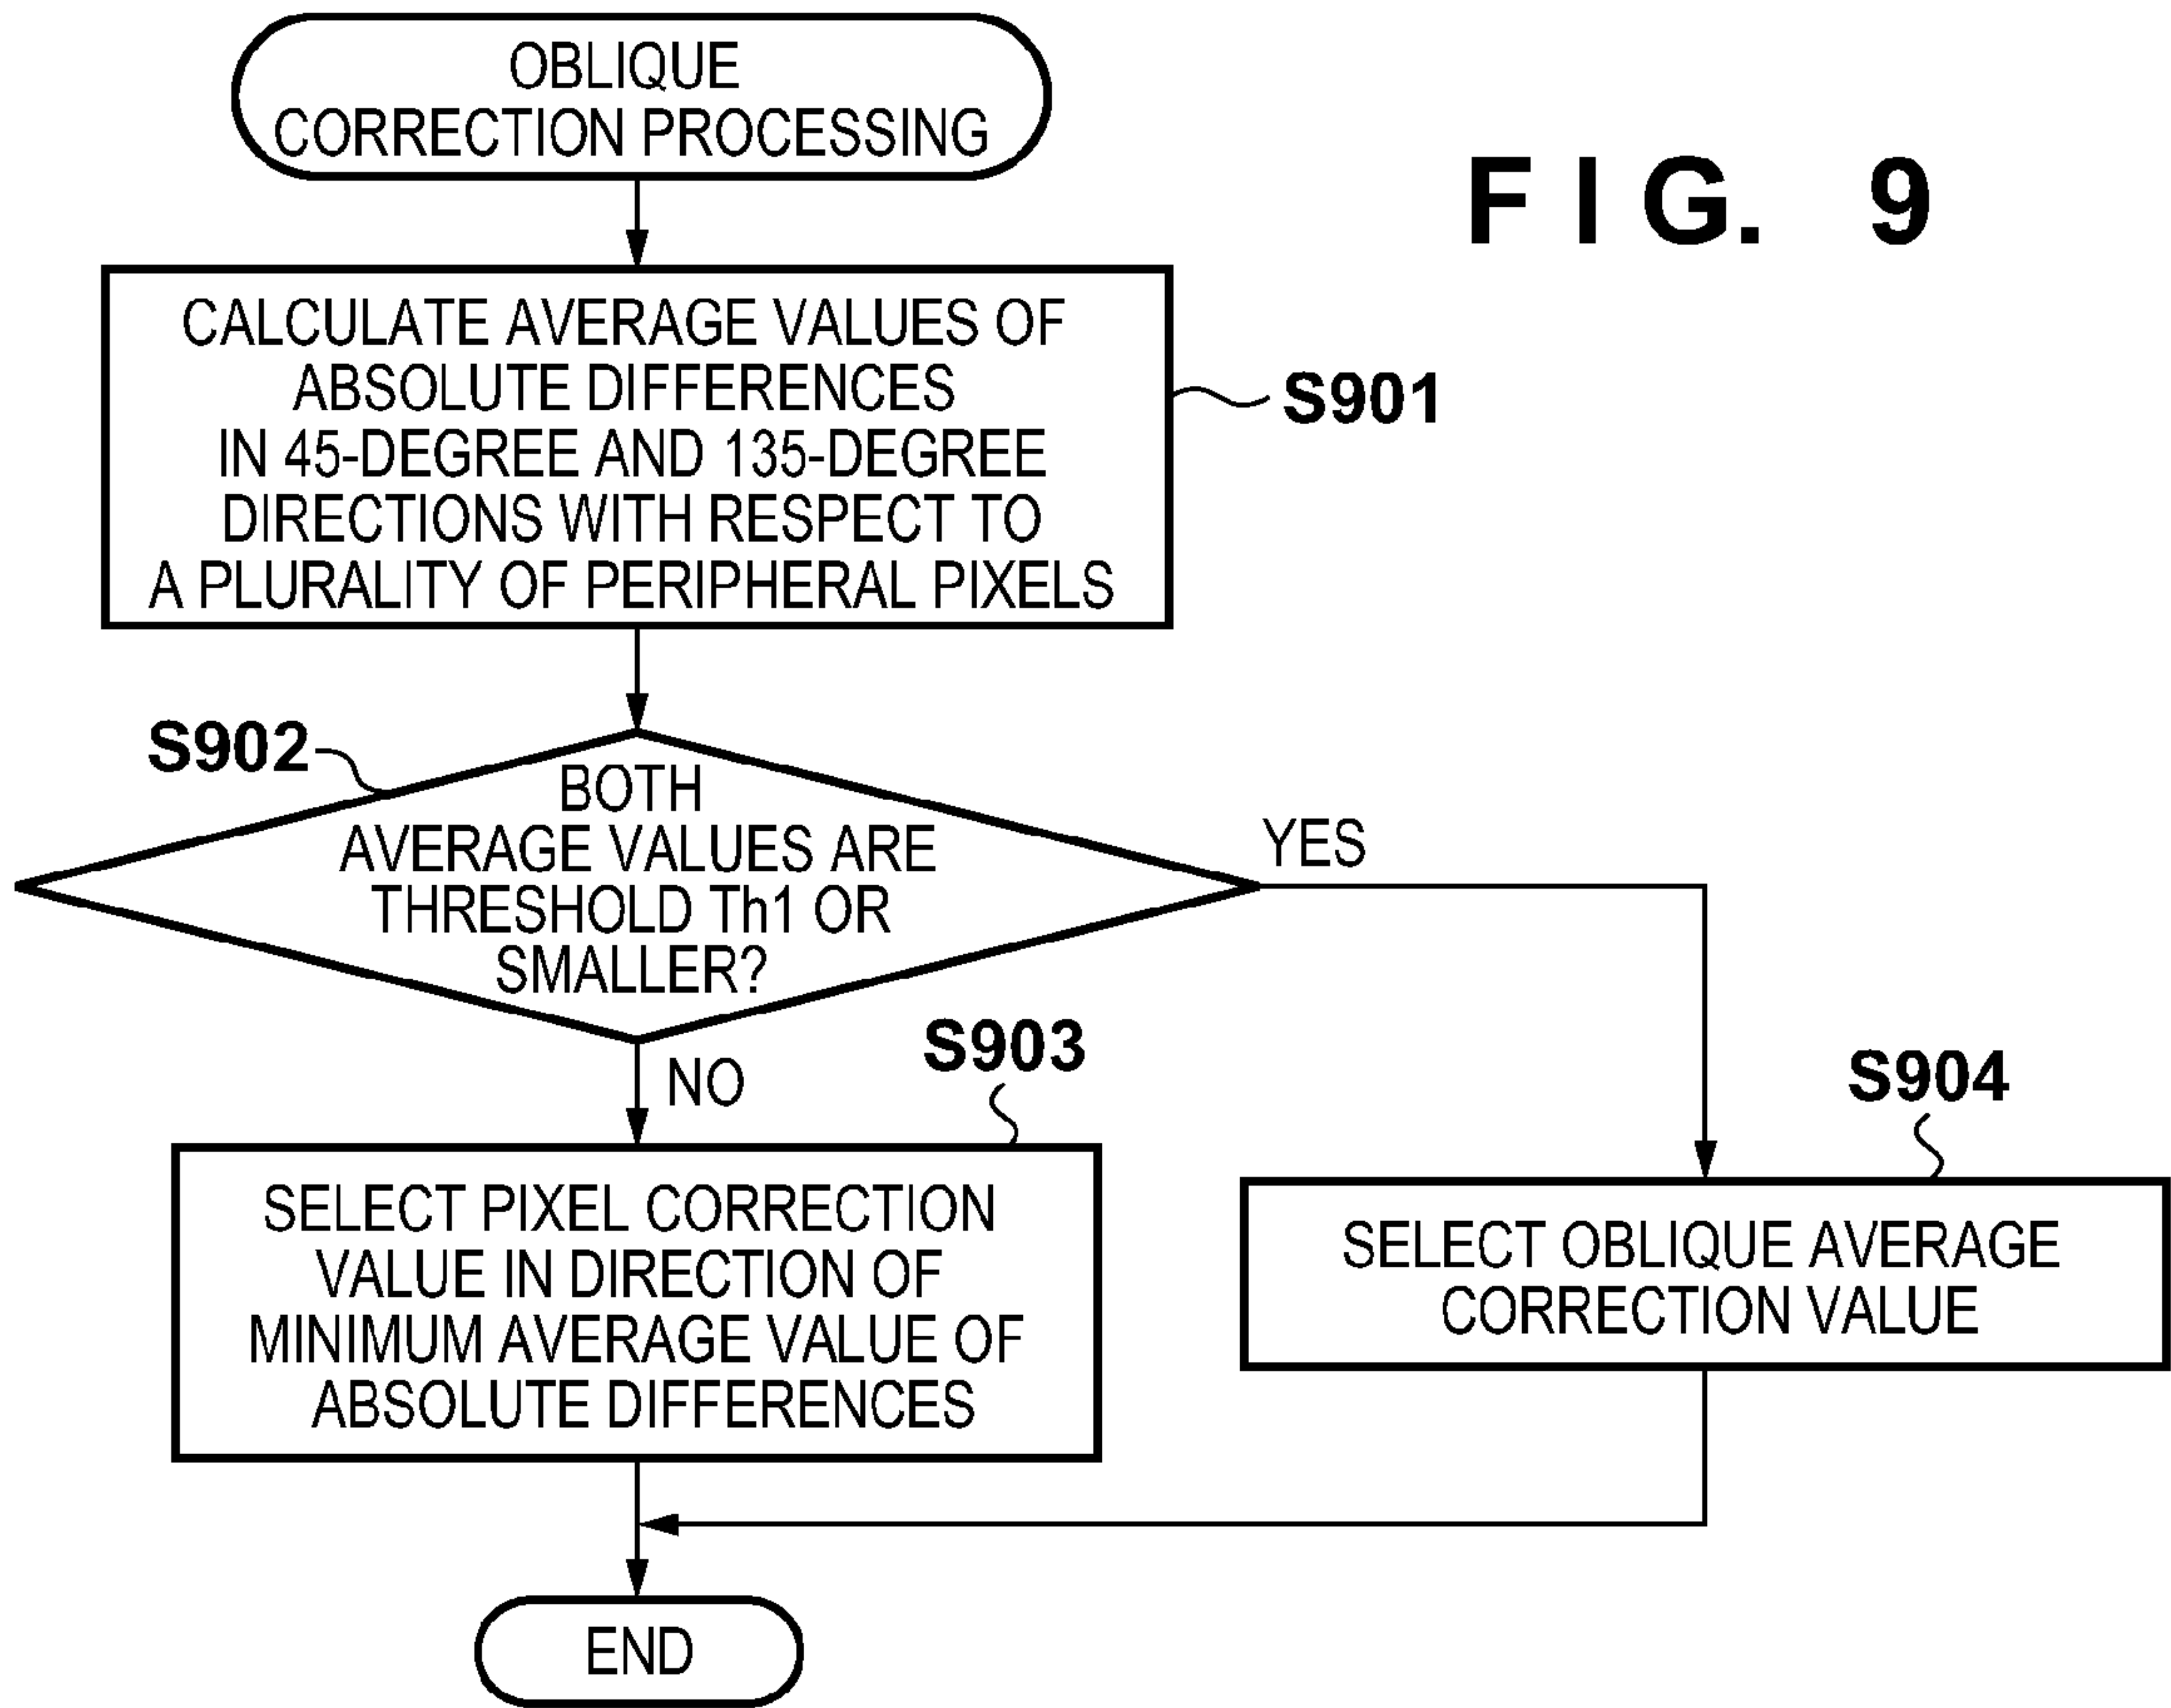 OBLIQUE
CORRECTION PROCESSING
FIG. 9
CALCULATE AVERAGE VALUES OF
ABSOLUTE DIFFERENCES
IN 45-DEGREE AND 135-DEGREE
DIRECTIONS WITH RESPECT TO
A PLURALITY OF PERIPHERAL PIXELS
S901
S902
BOTH
AVERAGE VALUES ARE
THRESHOLD Th1 OR
SMALLER?
YES
NO
S903
SELECT PIXEL CORRECTION
VALUE IN DIRECTION OF
MINIMUM AVERAGE VALUE OF
ABSOLUTE DIFFERENCES
S904
SELECT OBLIQUE AVERAGE
CORRECTION VALUE
END